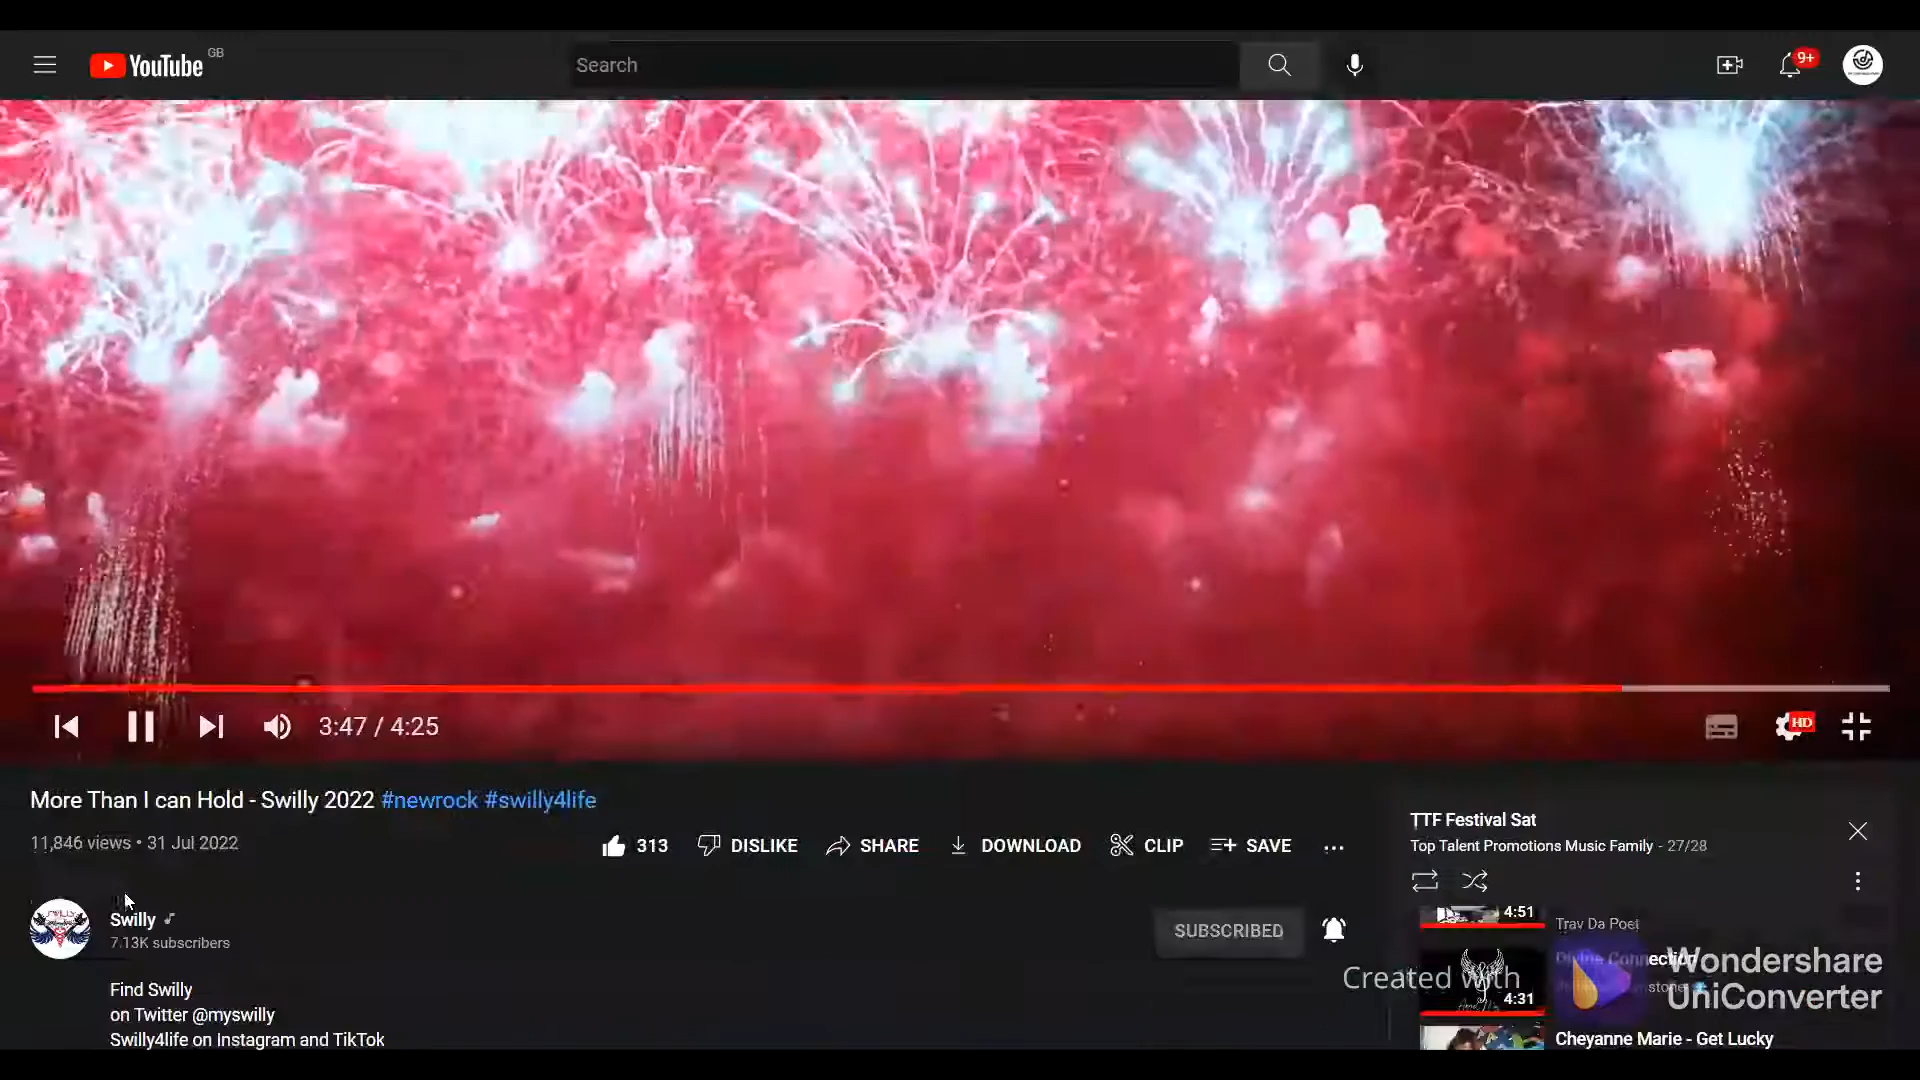 YouTube GB
Search
9+
3:47 / 4:25
HD
More Than I can Hold - Swilly 2022 #newrock #swilly4life
11,846 views • 31 Jul 2022
313
DISLIKE
SHARE
DOWNLOAD
CLIP
SAVE
Swilly
7.13K subscribers
SUBSCRIBED
Find Swilly
on Twitter @myswilly
Swilly4life on Instagram and TikTok
TTF Festival Sat
Top Talent Promotions Music Family - 27/28
4:51
Trav Da Poet
4:31
Divine Connection
Cheyanne Marie - Get Lucky
Created with
Wondershare
UniConverter